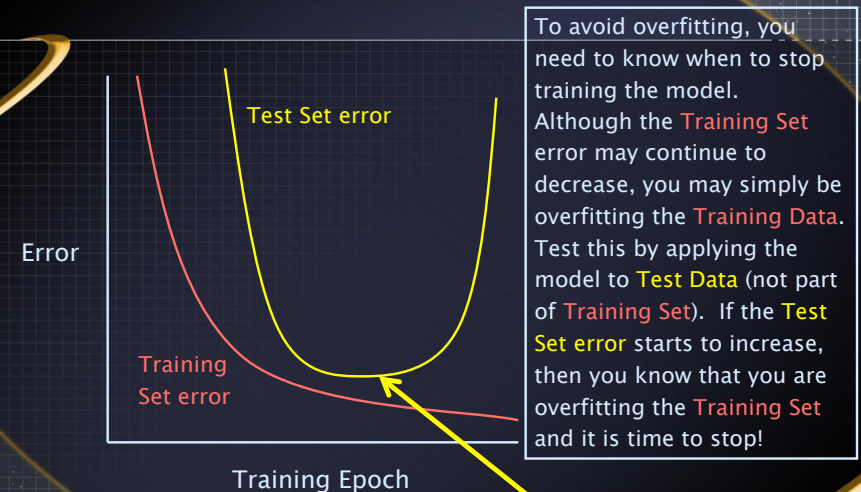 To avoid overfitting, you
need to know when to stop
training the model.
Although the Training Set
error may continue to
decrease, you may simply be
overfitting the Training Data.
Test this by applying the
model to Test Data (not part
of Training Set). If the Test
Set error starts to increase,
then you know that you are
overfitting the Training Set
and it is time to stop!
Test Set error
Error
Training
Set error
Training Epoch